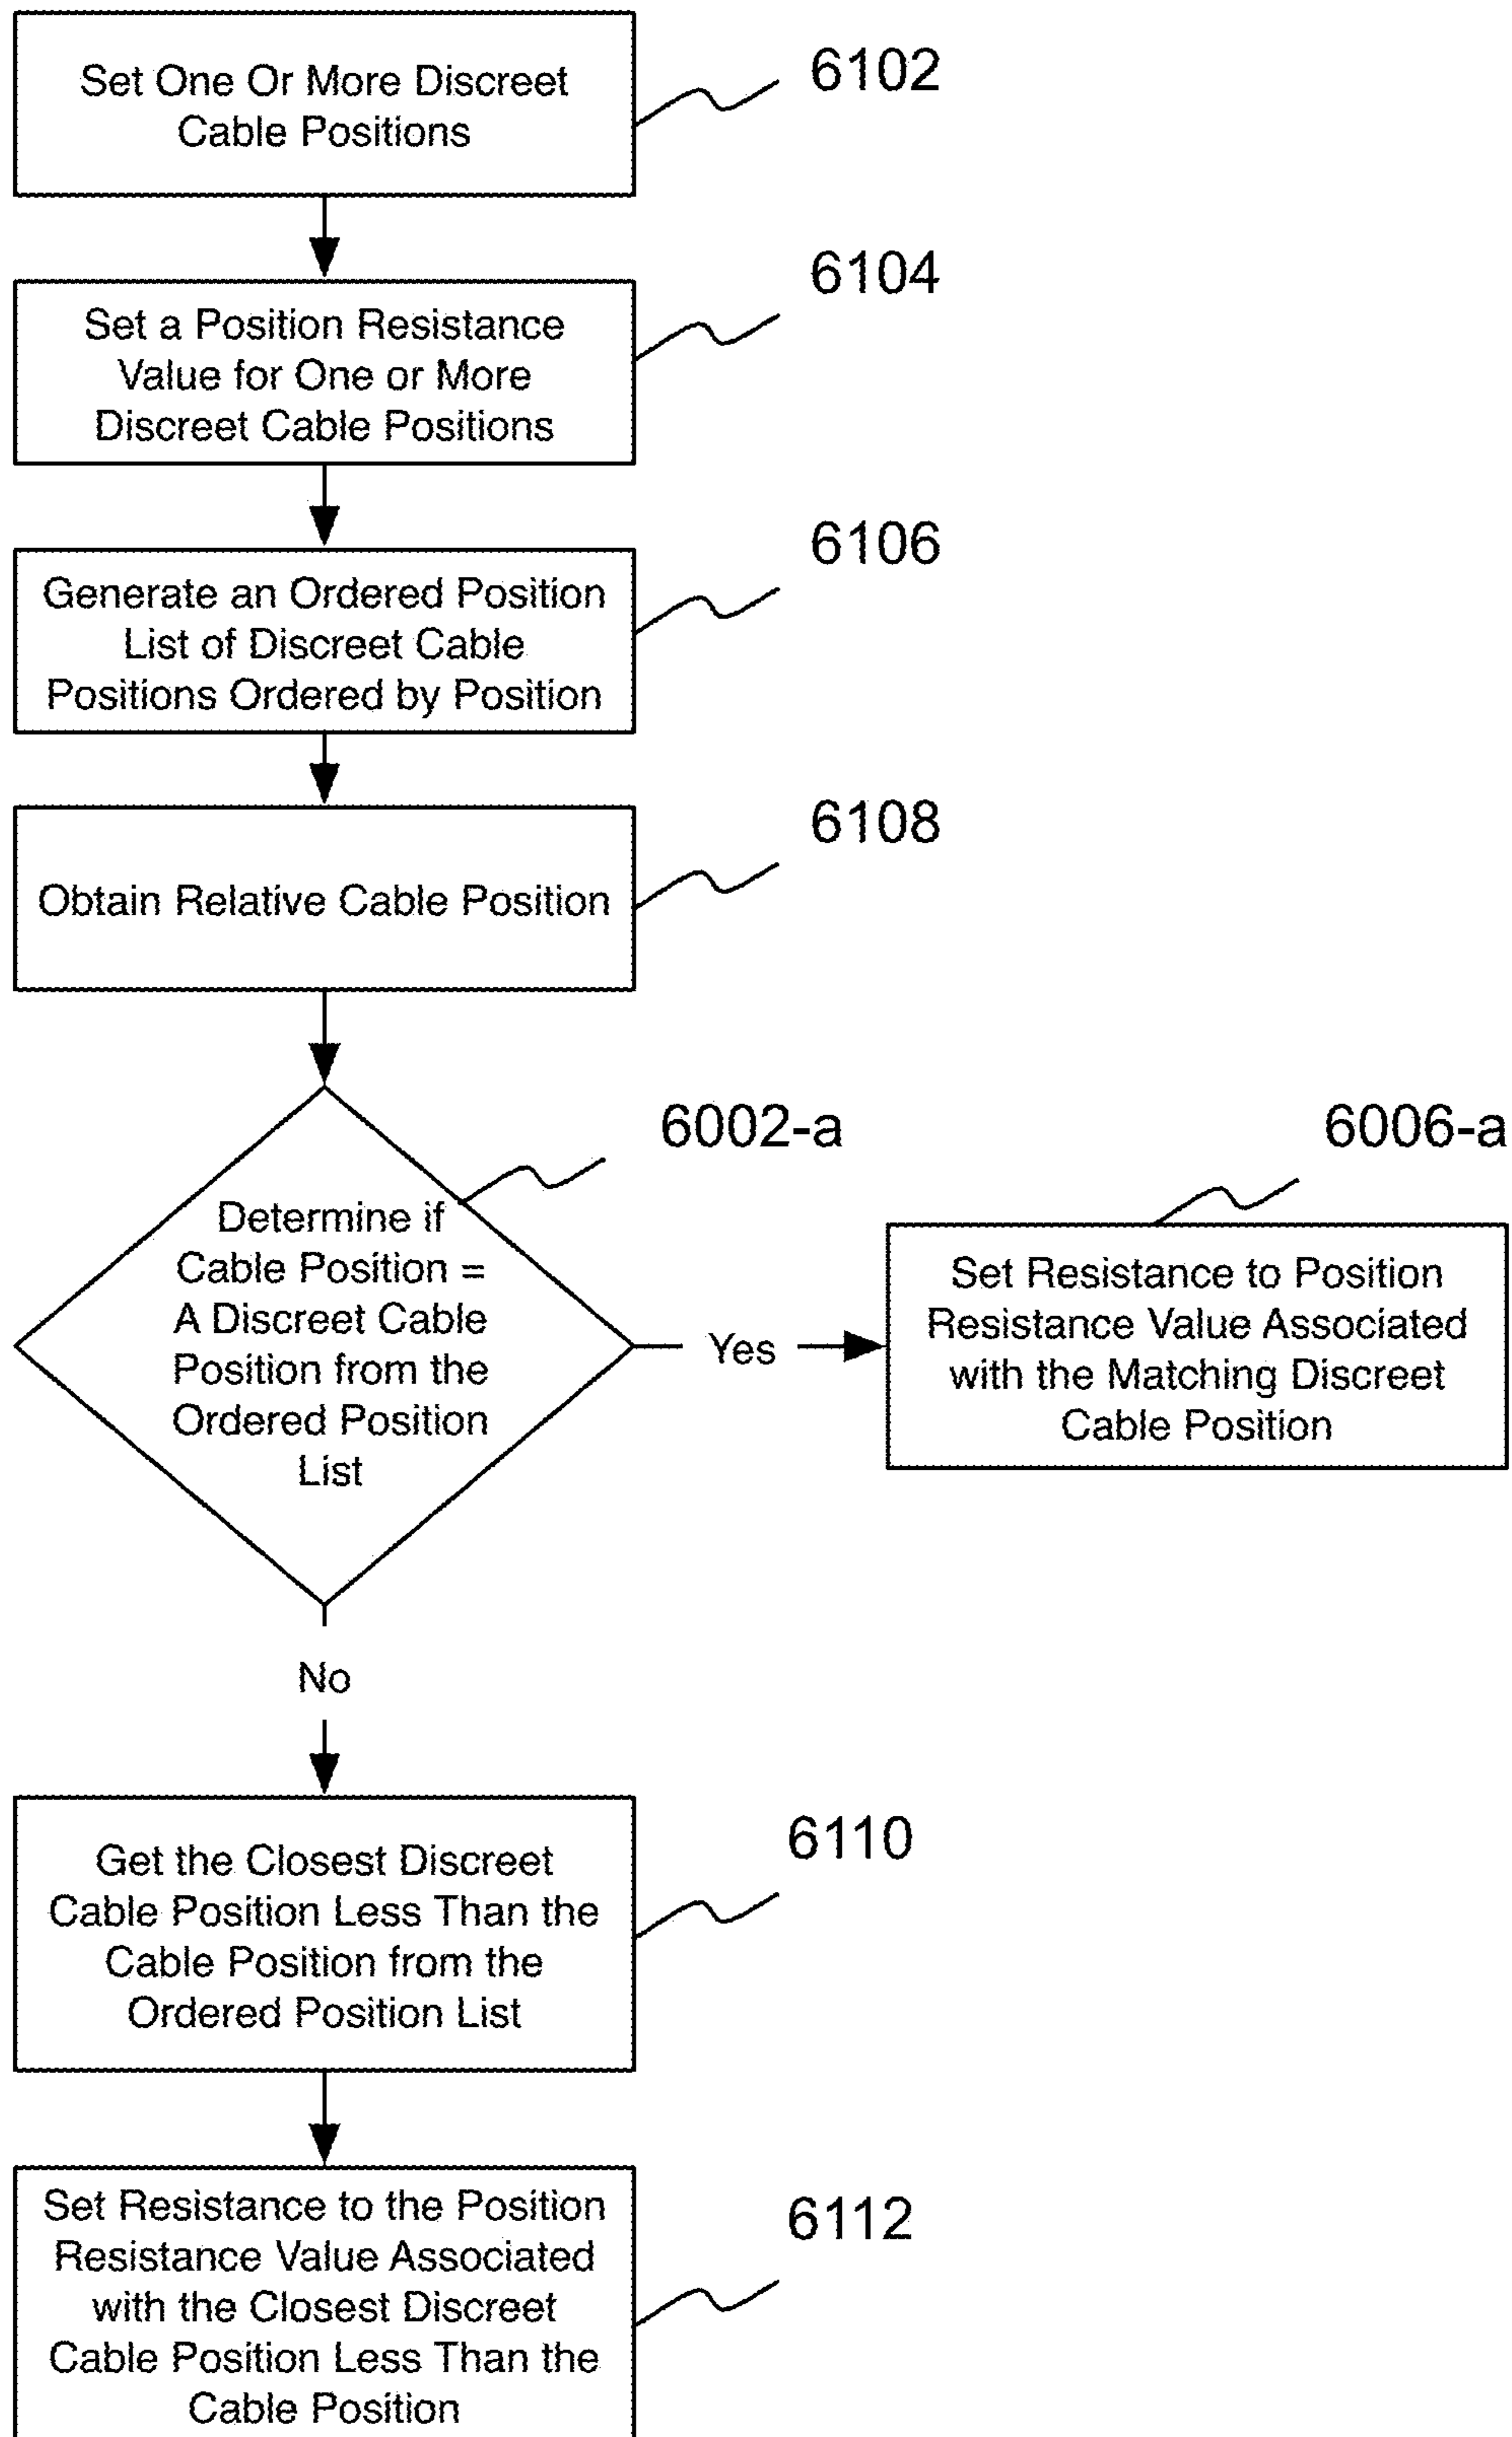 Set One Or More Discreet
Cable Positions
6102
Set a Position Resistance
Value for One or More
Discreet Cable Positions
6104
Generate an Ordered Position
List of Discreet Cable
Positions Ordered by Position
6106
Obtain Relative Cable Position
6108
Determine if
Cable Position =
A Discreet Cable
Position from the
Ordered Position
List
6002-a
Yes
Set Resistance to Position
Resistance Value Associated
with the Matching Discreet
Cable Position
6006-a
No
Get the Closest Discreet
Cable Position Less Than the
Cable Position from the
Ordered Position List
6110
Set Resistance to the Position
Resistance Value Associated
with the Closest Discreet
Cable Position Less Than the
Cable Position
6112